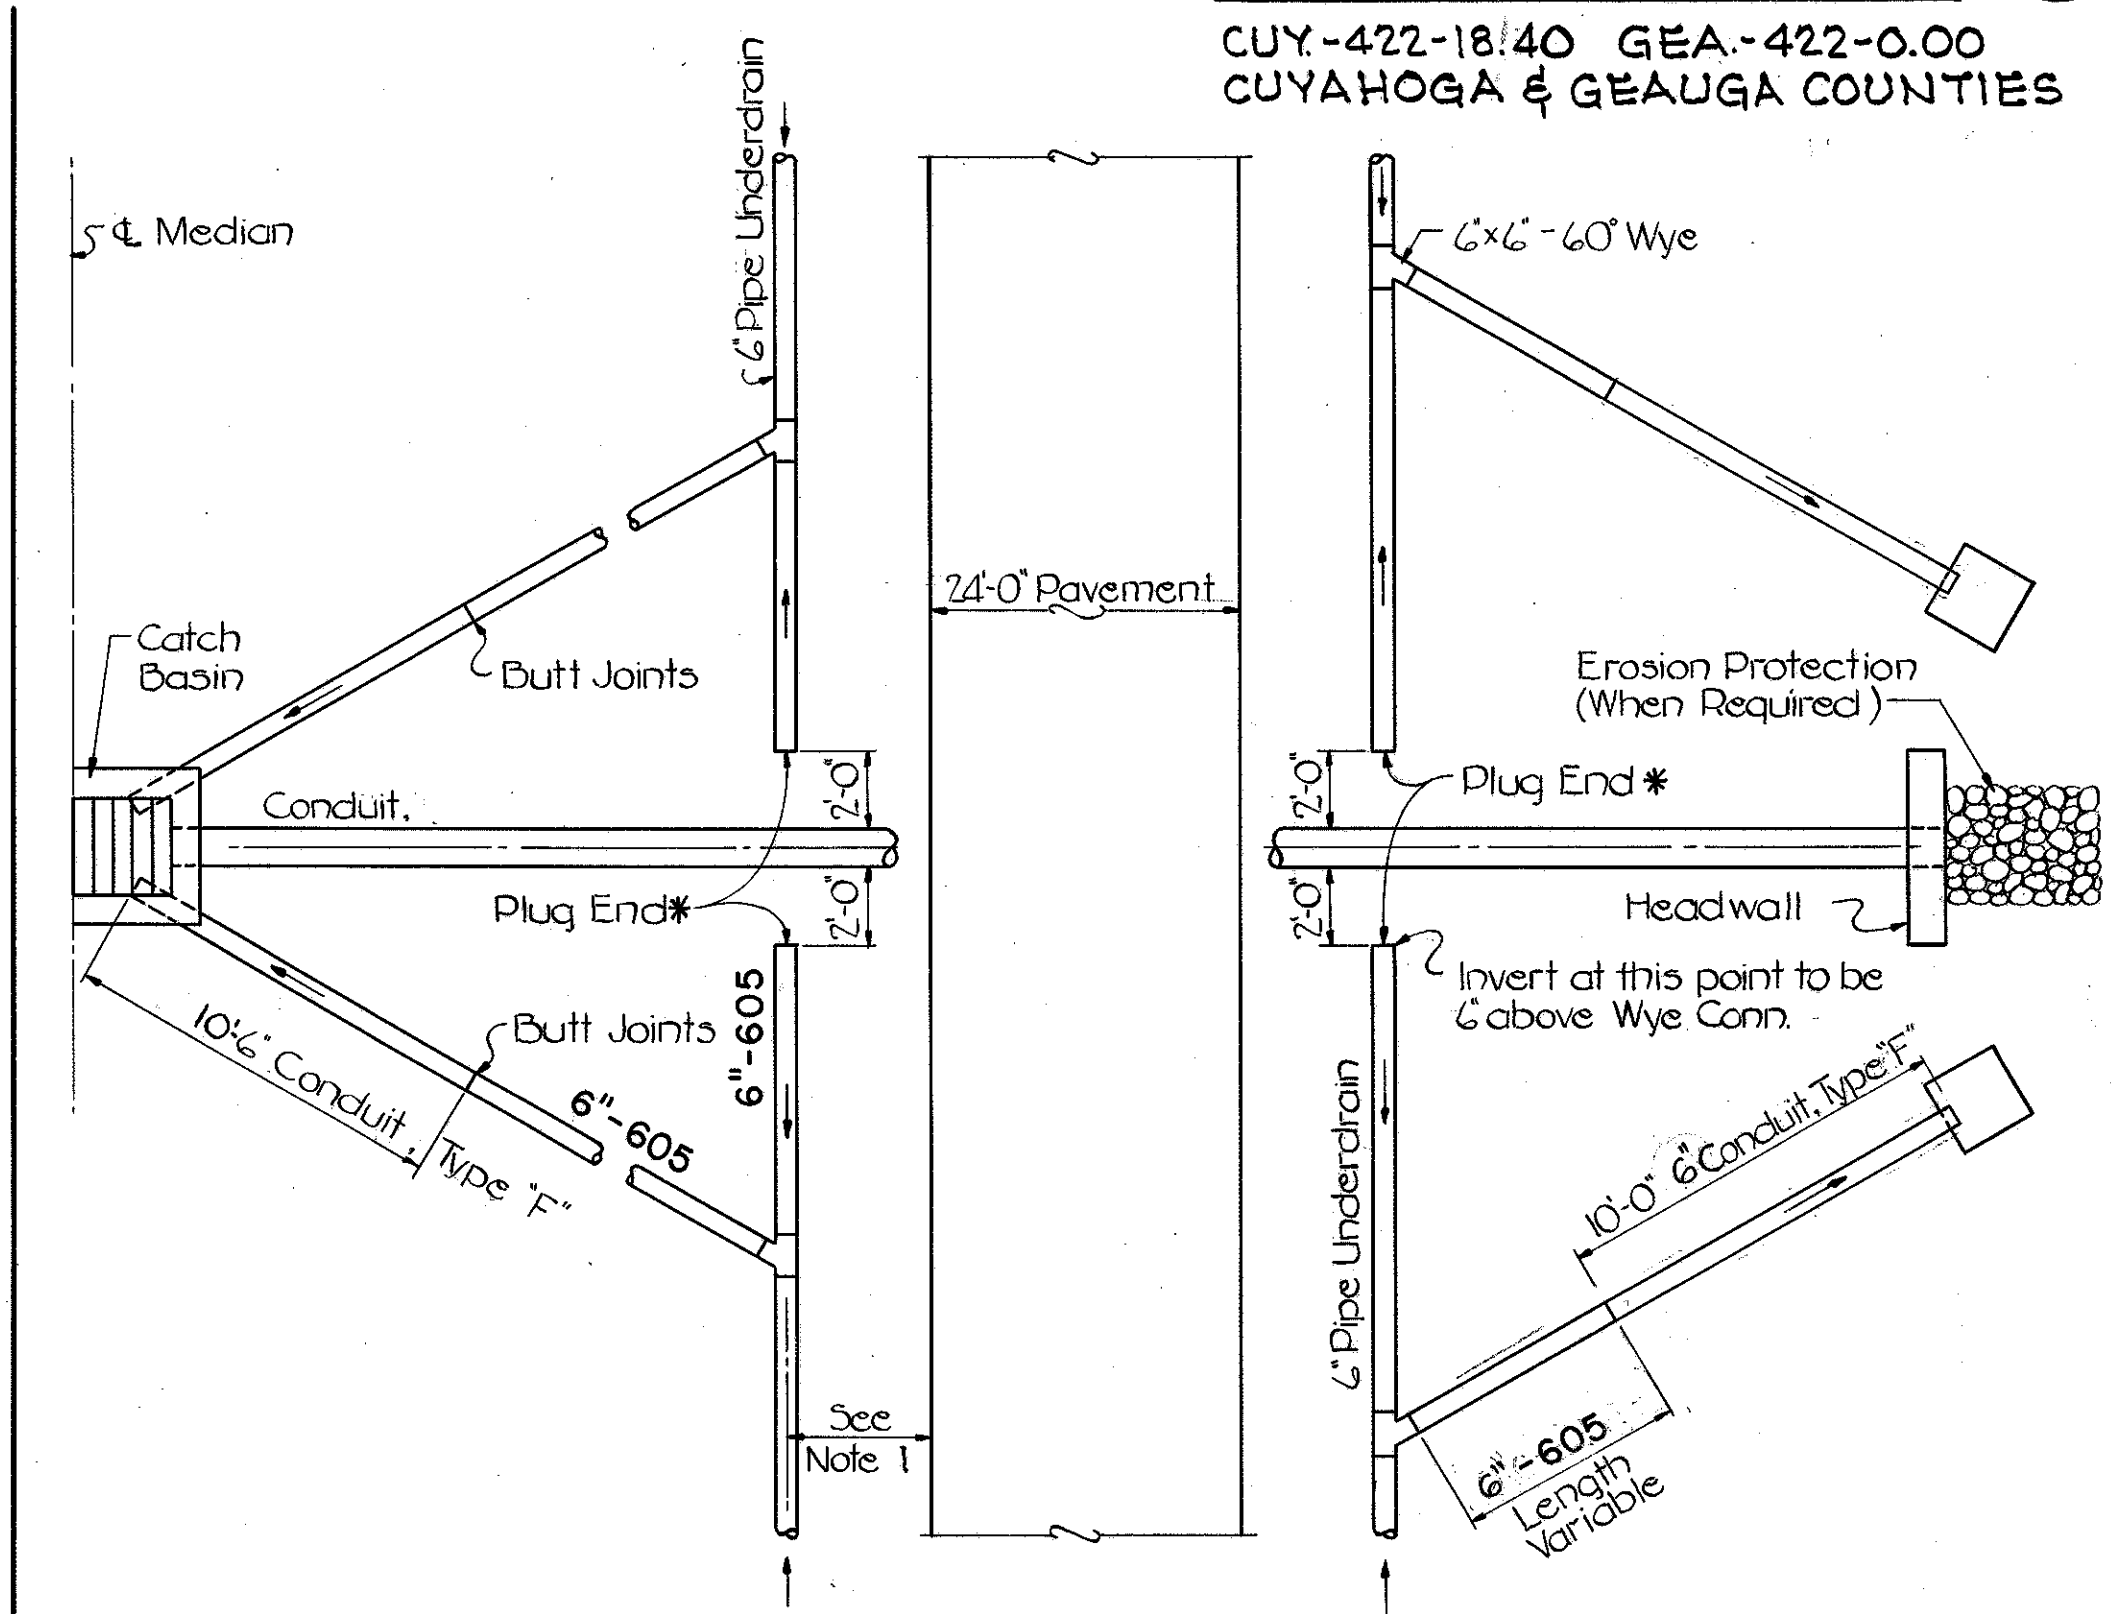 CUY.-422-18.40 GEA.-422-0.00
CUYAHOGA & GEAUGA COUNTIES
6" Pipe Underdrain
℄ Median
6"x6"-60° Wye
24'-0" Pavement
Catch
Basin
Butt Joints
Erosion Protection
(When Required)
Conduit.
2'-0"
2'-0"
Plug End *
Plug End*
2'-0"
2'-0"
Headwall
Invert at this point to be
6" above Wye Conn.
10'-6" Conduit, Type "F"
Butt Joints
6"-605
6"-605
6" Pipe Underdrain
10'-0" 6" Conduit, Type "F"
See
Note 1
6"-605
Length
Variable